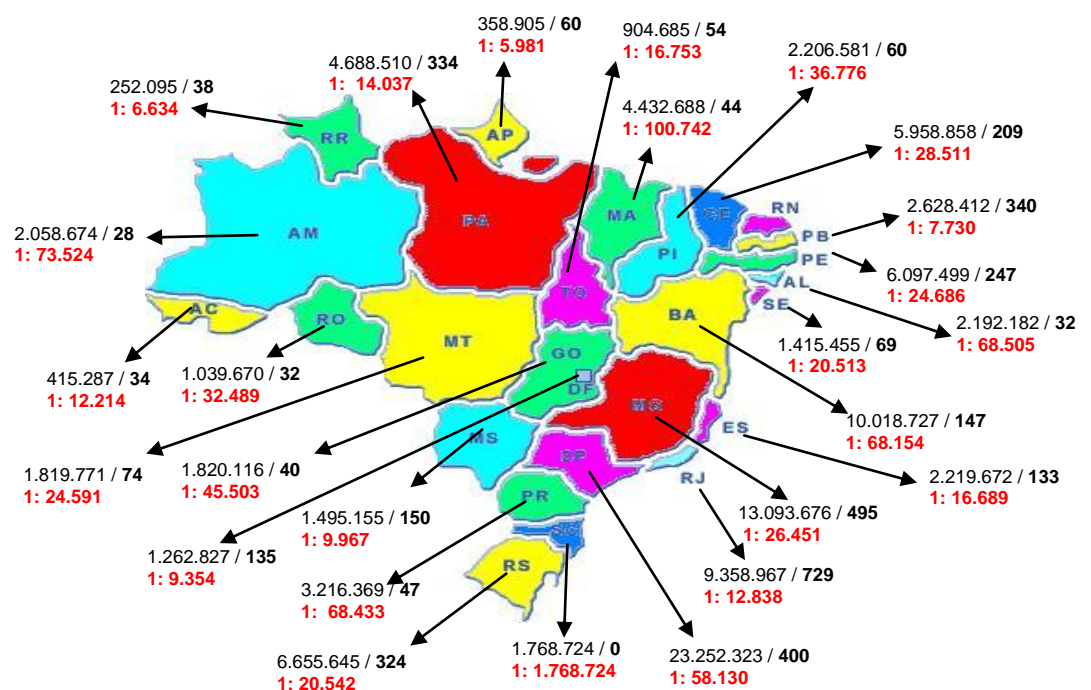 358.905 / 60
1: 5.981
904.685 / 54
1: 16.753
2.206.581 / 60
1: 36.776
4.688.510 / 334
1: 14.037
252.095 / 38
1: 6.634
4.432.688 / 44
1: 100.742
5.958.858 / 209
1: 28.511
RR
AP
PA
MA
CE
RN
2.628.412 / 340
1: 7.730
AM
PI
PB
PE
2.058.674 / 28
1: 73.524
6.097.499 / 247
1: 24.686
AL
SE
TO
BA
AC
RO
MT
GO
DF
2.192.182 / 32
1: 68.505
1.415.455 / 69
1: 20.513
415.287 / 34
1: 12.214
1.039.670 / 32
1: 32.489
MG
10.018.727 / 147
1: 68.154
ES
MS
SP
RJ
1.819.771 / 74
1: 24.591
1.820.116 / 40
1: 45.503
2.219.672 / 133
1: 16.689
PR
1.495.155 / 150
1: 9.967
13.093.676 / 495
1: 26.451
SC
1.262.827 / 135
1: 9.354
RS
3.216.369 / 47
1: 68.433
9.358.967 / 729
1: 12.838
6.655.645 / 324
1: 20.542
1.768.724 / 0
1: 1.768.724
23.252.323 / 400
1: 58.130